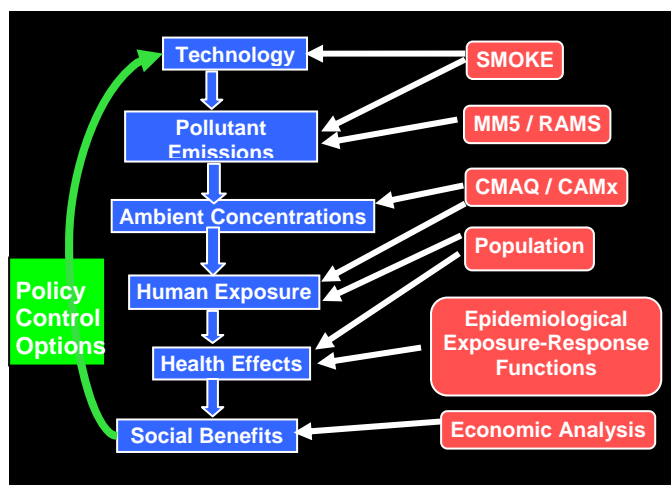 Technology
SMOKE
Pollutant
Emissions
MM5 / RAMS
Ambient Concentrations
CMAQ / CAMx
Population
Policy
Control
Options
Human Exposure
Epidemiological
Exposure-Response
Functions
Health Effects
Social Benefits
Economic Analysis